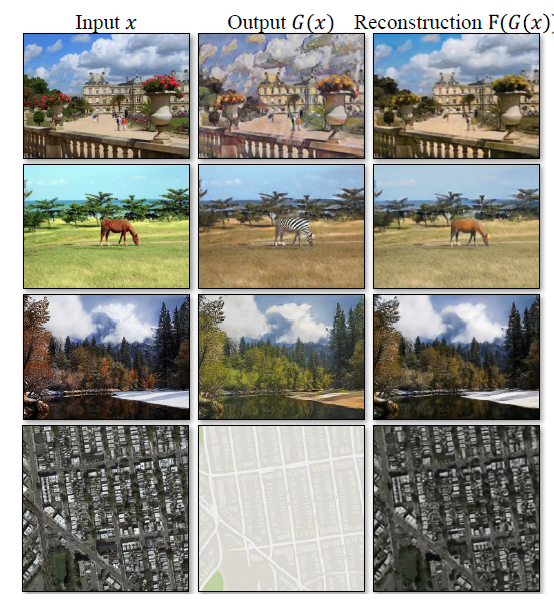 Input x
Output G(x)
Reconstruction F(G(x))